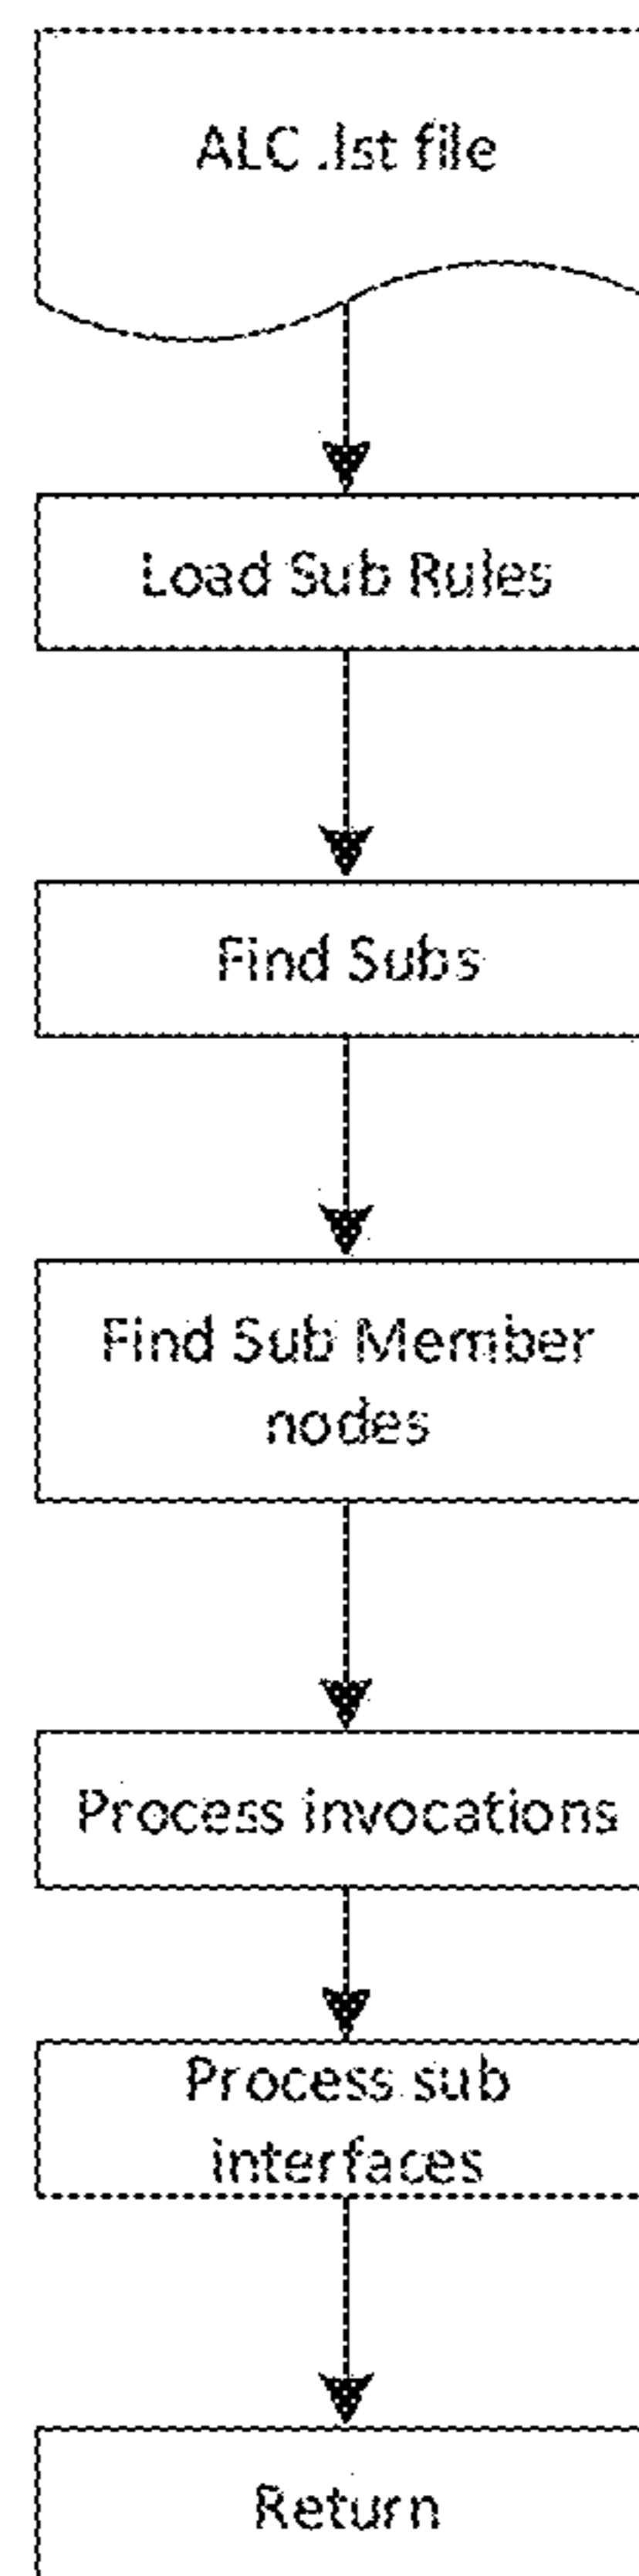 ALC .lst file
Load Sub Rules
Find Subs
Find Sub Member
nodes
Process invocations
Process sub
interfaces
Return